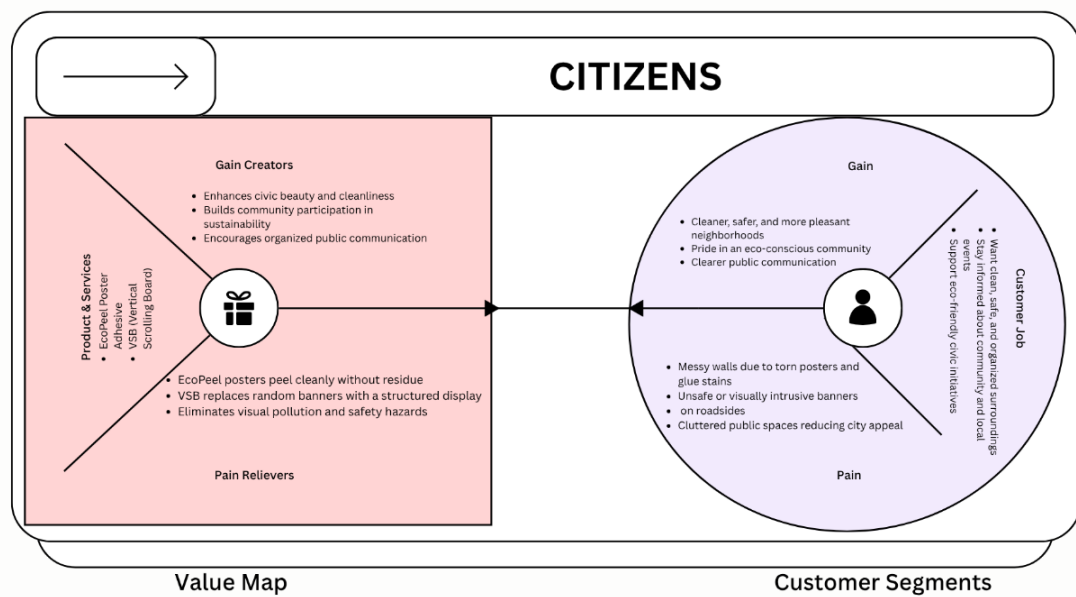 CITIZENS
Gain Creators
• Enhances civic beauty and cleanliness
• Builds community participation in
sustainability
• Encourages organized public communication
Product & Services
• EcoPeel Poster
Adhesive
• VSB (Vertical
Scrolling Board)
• EcoPeel posters peel cleanly without residue
• VSB replaces random banners with a structured display
• Eliminates visual pollution and safety hazards
Pain Relievers
Gain
• Cleaner, safer, and more pleasant
neighborhoods
• Pride in an eco-conscious community
• Clearer public communication
Customer Job
• Want clean, safe, and organized surroundings
• Stay informed about community and local
events
• Support eco-friendly civic initiatives
• Messy walls due to torn posters and
glue stains
• Unsafe or visually intrusive banners
• on roadsides
• Cluttered public spaces reducing city appeal
Pain
Value Map
Customer Segments